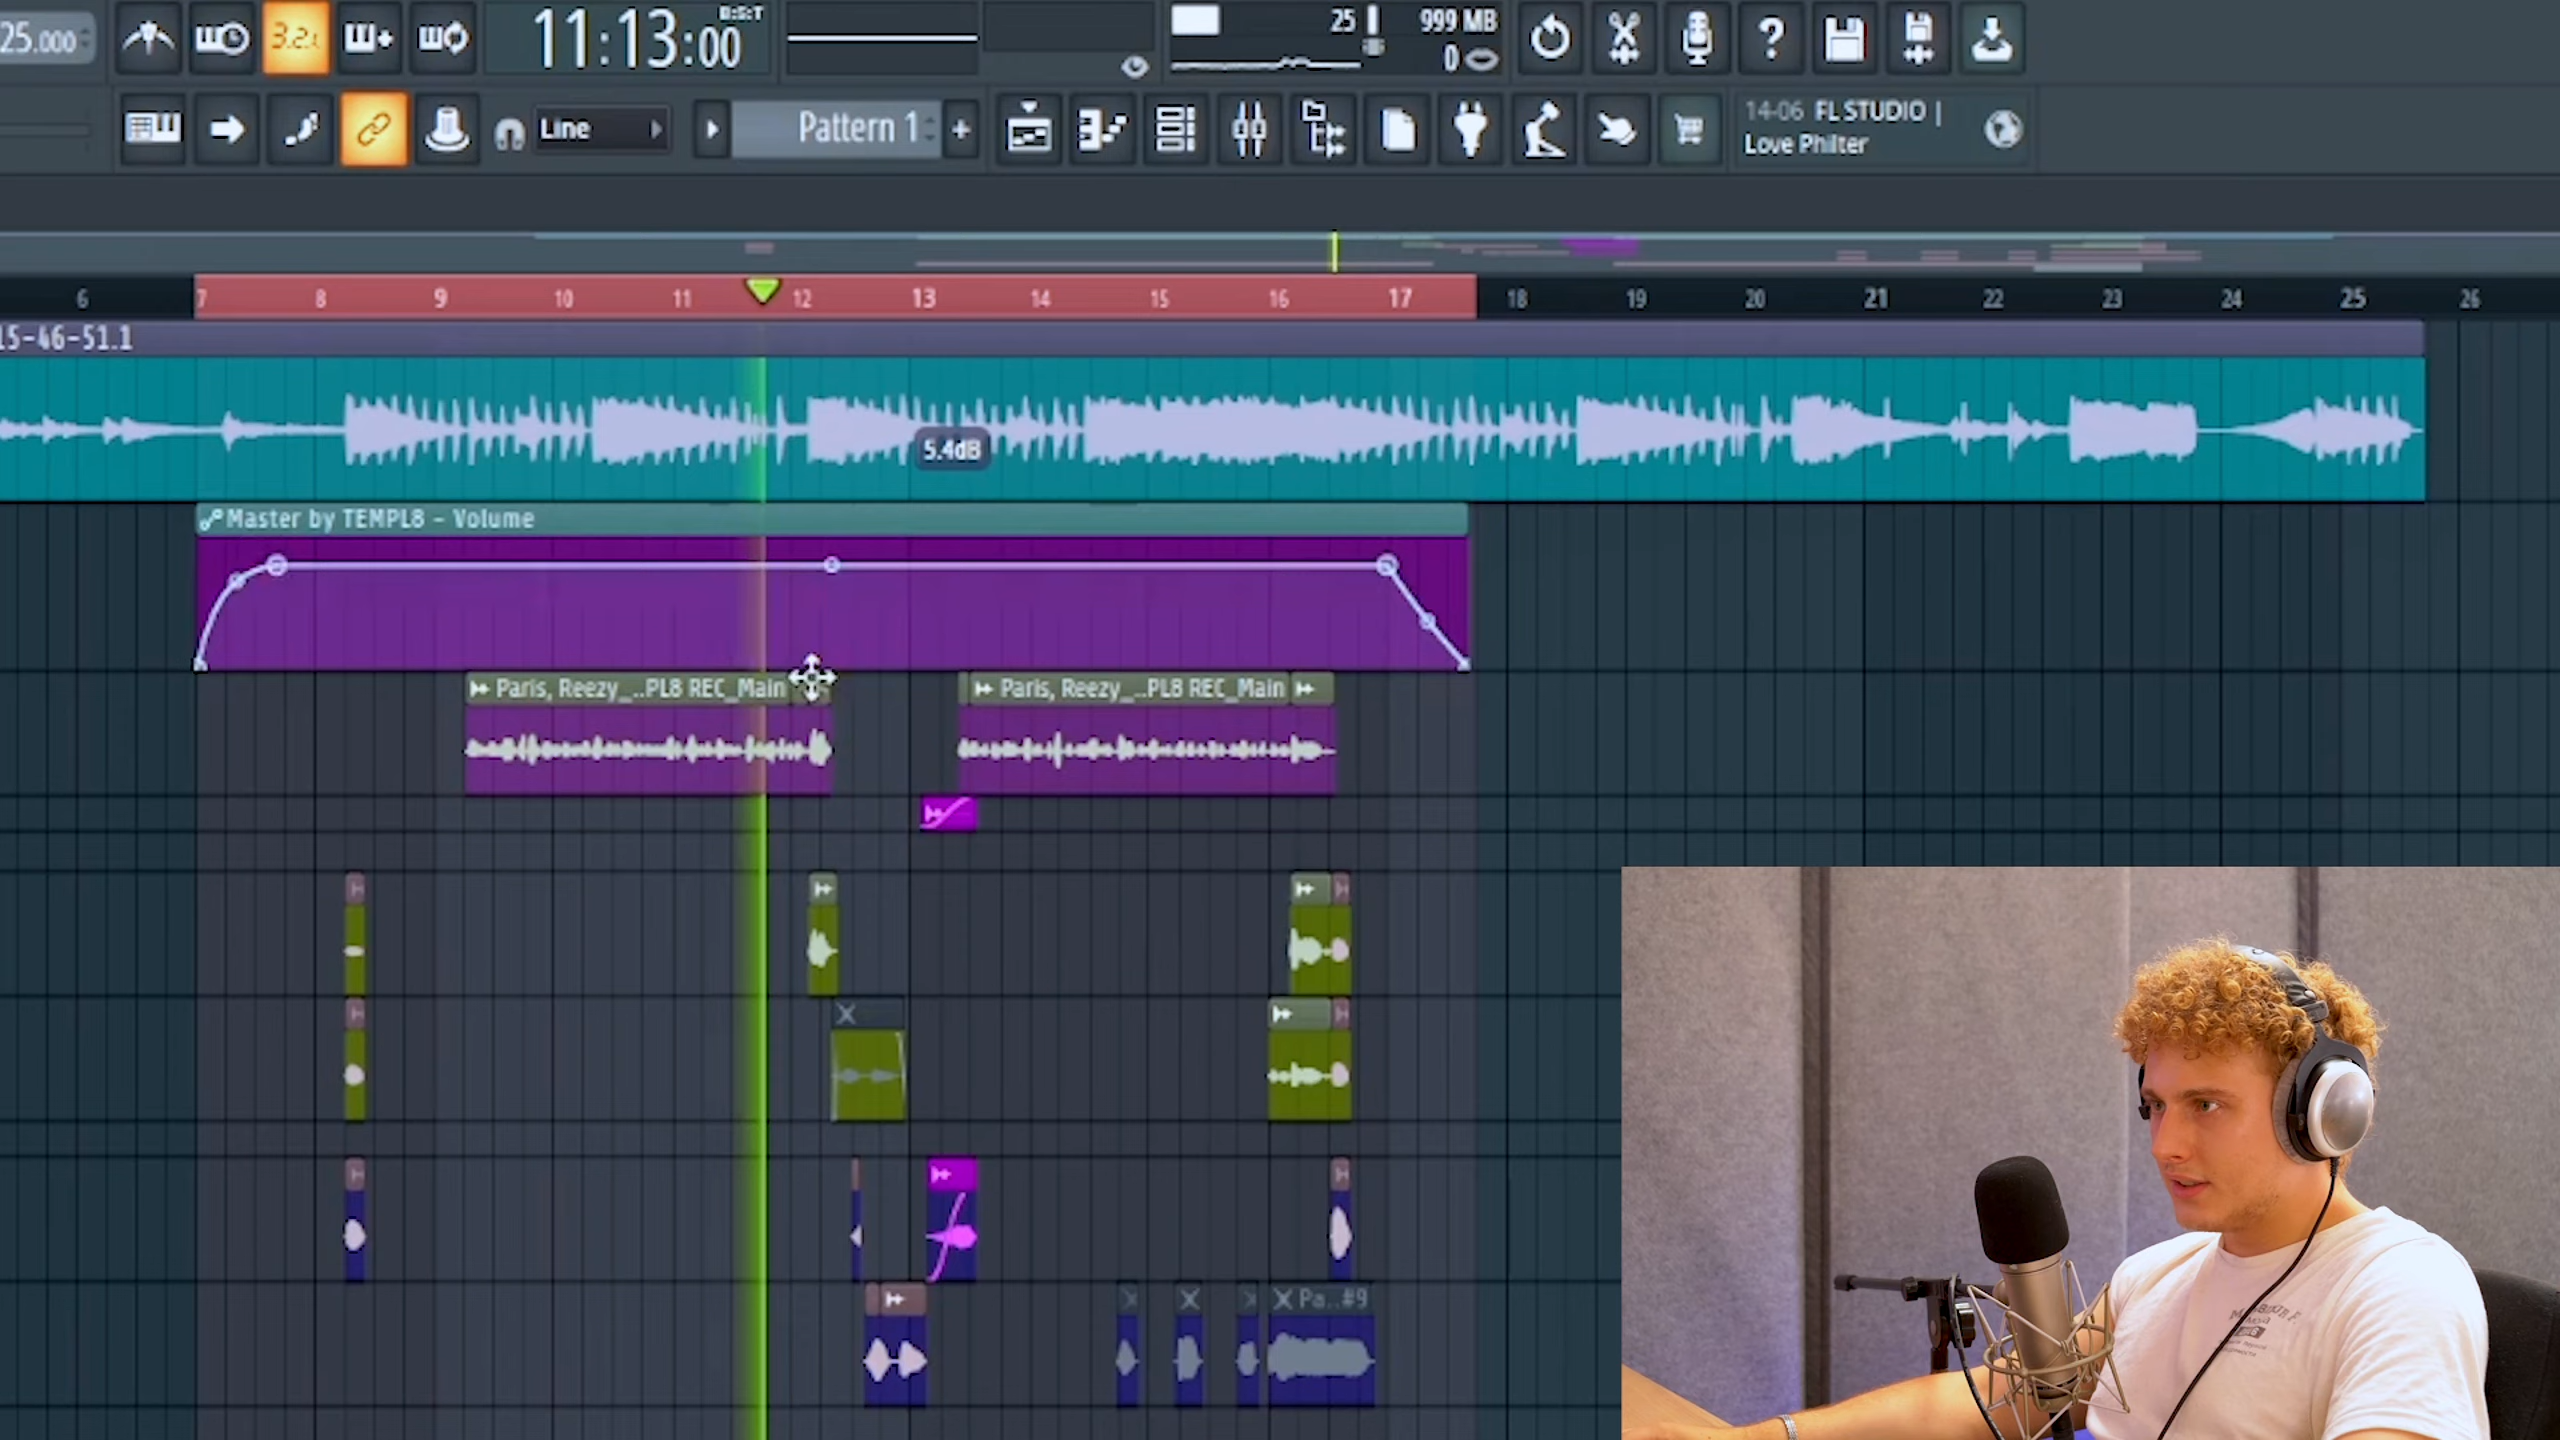 25.000
3.2.
11:13:00
B:S:T
25
999 MB
0
Line
Pattern 1
14-06 FL STUDIO |
Love Philter
6 7 8 9 10 11 12 13 14 15 16 17 18 19 20 21 22 23 24 25 26
15-46-51.1
5.4dB
Master by TEMPL8 – Volume
Paris, Reezy_..PL8 REC_Main
Paris, Reezy_..PL8 REC_Main
Pa..#9